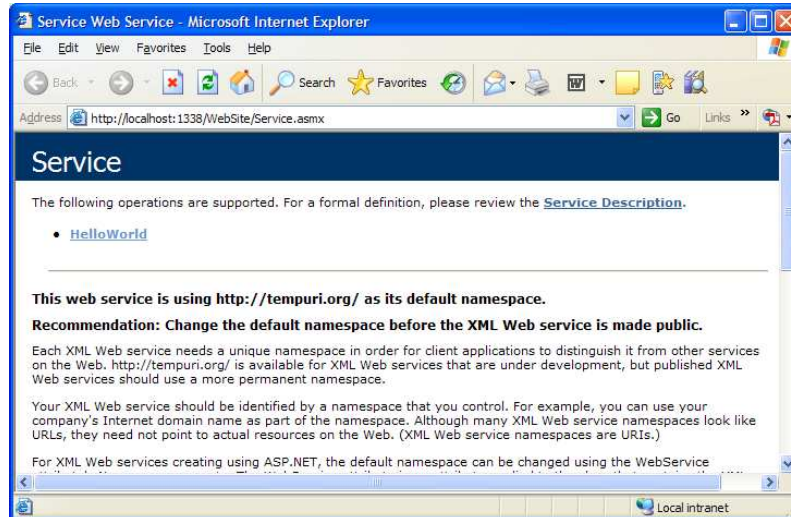 Service Web Service - Microsoft Internet Explorer
File Edit View Favorites Tools Help
Back Search Favorites
Address http://localhost:1338/WebSite/Service.asmx Go Links »
Service
The following operations are supported. For a formal definition, please review the Service Description.
• HelloWorld
This web service is using http://tempuri.org/ as its default namespace.
Recommendation: Change the default namespace before the XML Web service is made public.
Each XML Web service needs a unique namespace in order for client applications to distinguish it from other services
on the Web. http://tempuri.org/ is available for XML Web services that are under development, but published XML
Web services should use a more permanent namespace.
Your XML Web service should be identified by a namespace that you control. For example, you can use your
company's Internet domain name as part of the namespace. Although many XML Web service namespaces look like
URLs, they need not point to actual resources on the Web. (XML Web service namespaces are URIs.)
For XML Web services creating using ASP.NET, the default namespace can be changed using the WebService
Local intranet